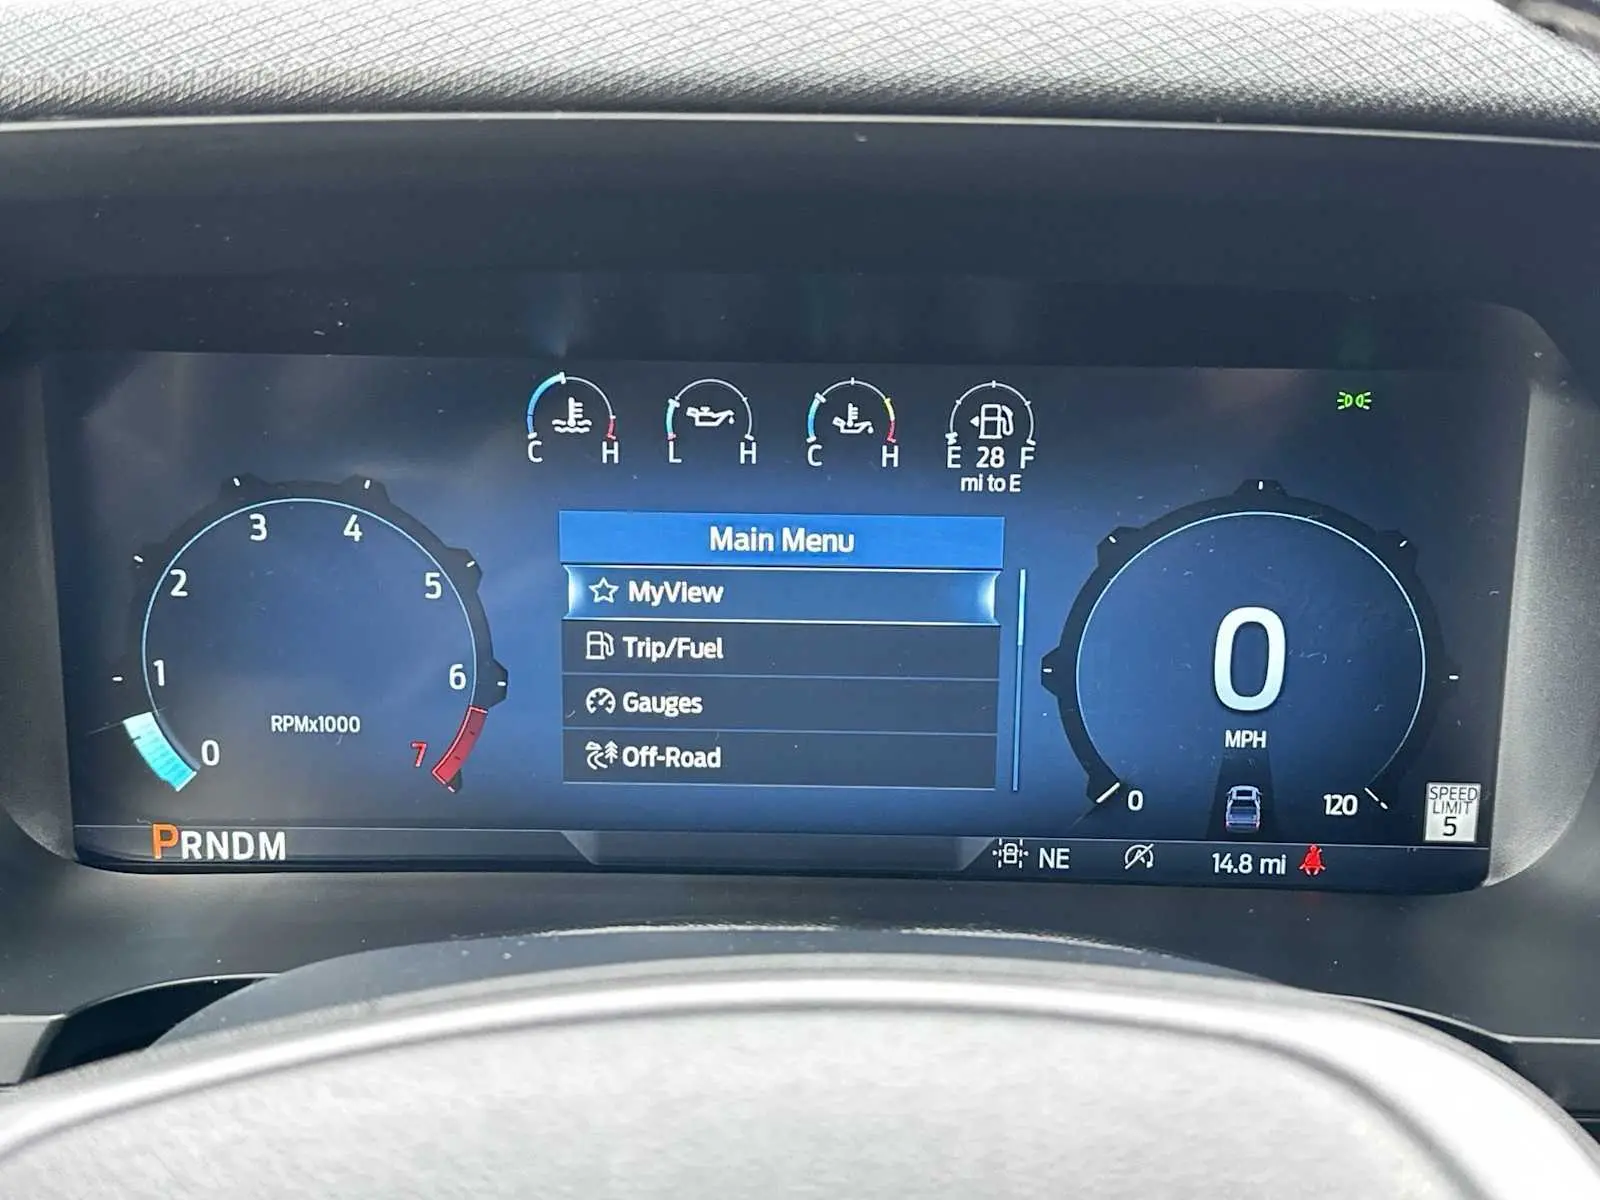 C H
L H
C H
E 28 F
mi to E
Main Menu
MyView
Trip/Fuel
Gauges
Off-Road
0
1
2
3
4
5
6
7
RPMx1000
0
MPH
0
120
SPEED
LIMIT
5
PRNDM
NE
14.8 mi